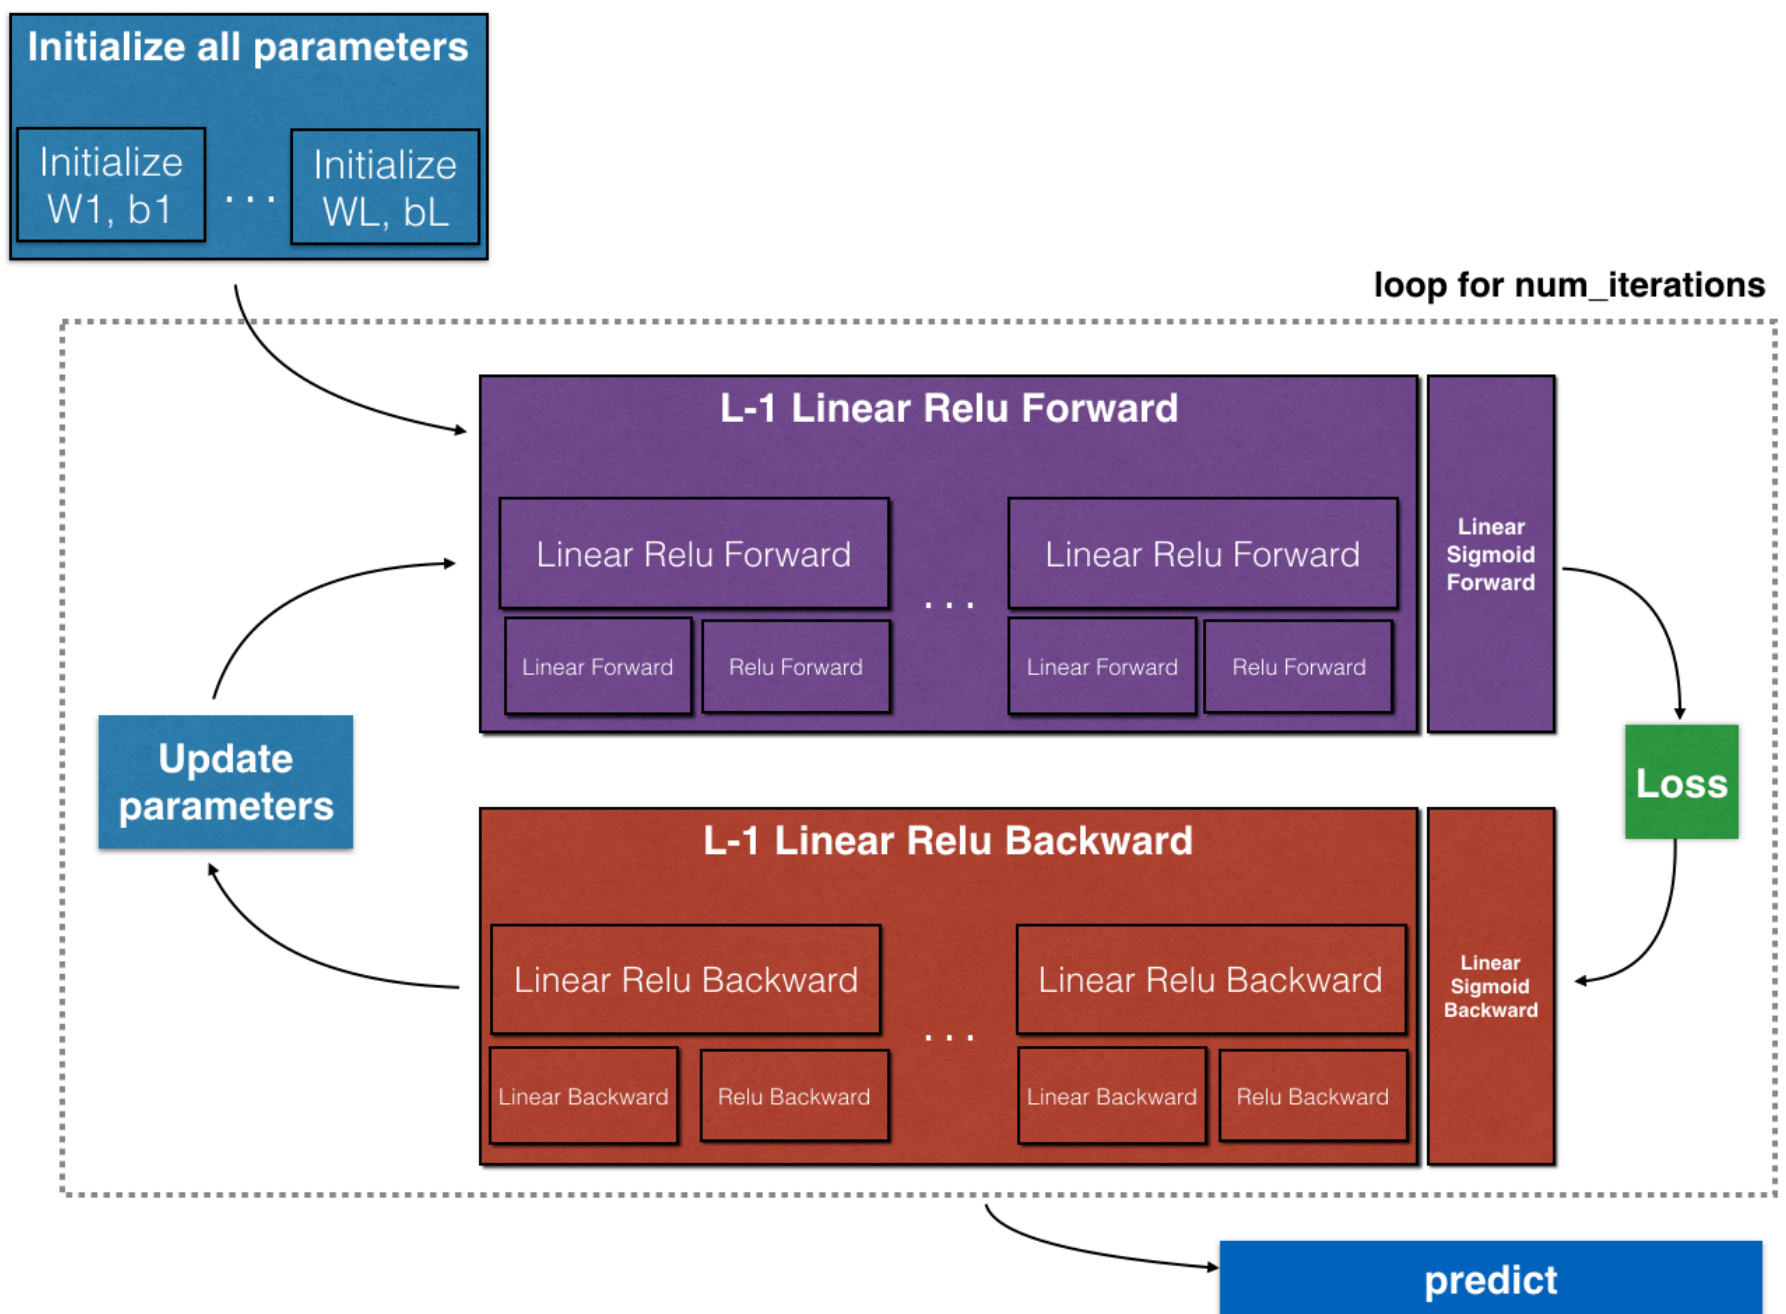 Initialize all parameters
Initialize
W1, b1
. . .
Initialize
WL, bL
loop for num_iterations
L-1 Linear Relu Forward
Linear Relu Forward
Linear Forward
Relu Forward
. . .
Linear Relu Forward
Linear Forward
Relu Forward
Linear
Sigmoid
Forward
Update
parameters
Loss
L-1 Linear Relu Backward
Linear Relu Backward
Linear Backward
Relu Backward
. . .
Linear Relu Backward
Linear Backward
Relu Backward
Linear
Sigmoid
Backward
predict